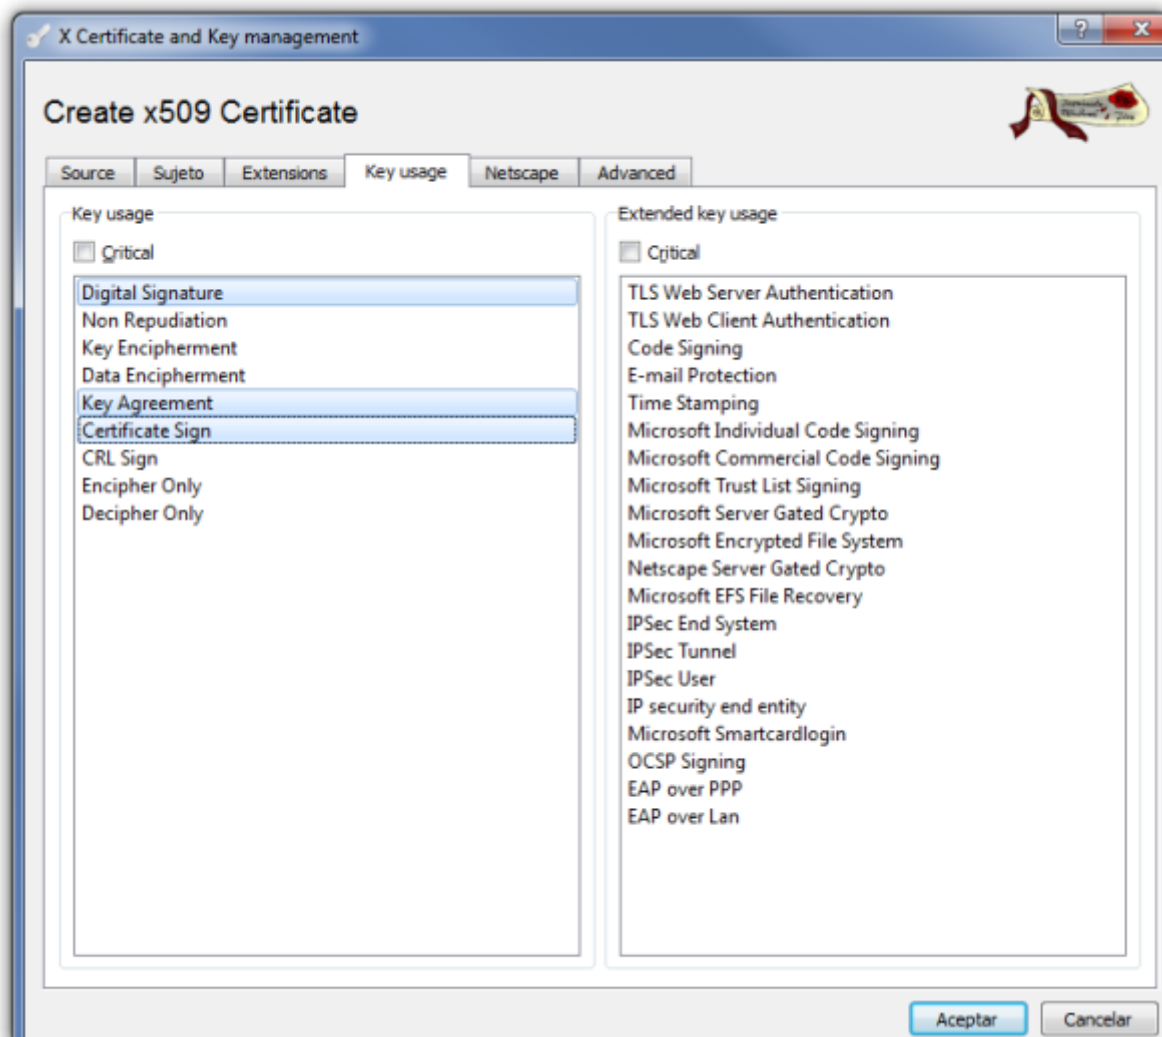 X Certificate and Key management
Create x509 Certificate
Source Sujeto Extensions Key usage Netscape Advanced
Key usage
Critical
Digital Signature
Non Repudiation
Key Encipherment
Data Encipherment
Key Agreement
Certificate Sign
CRL Sign
Encipher Only
Decipher Only
Extended key usage
Critical
TLS Web Server Authentication
TLS Web Client Authentication
Code Signing
E-mail Protection
Time Stamping
Microsoft Individual Code Signing
Microsoft Commercial Code Signing
Microsoft Trust List Signing
Microsoft Server Gated Crypto
Microsoft Encrypted File System
Netscape Server Gated Crypto
Microsoft EFS File Recovery
IPSec End System
IPSec Tunnel
IPSec User
IP security end entity
Microsoft Smartcardlogin
OCSP Signing
EAP over PPP
EAP over Lan
Aceptar Cancelar